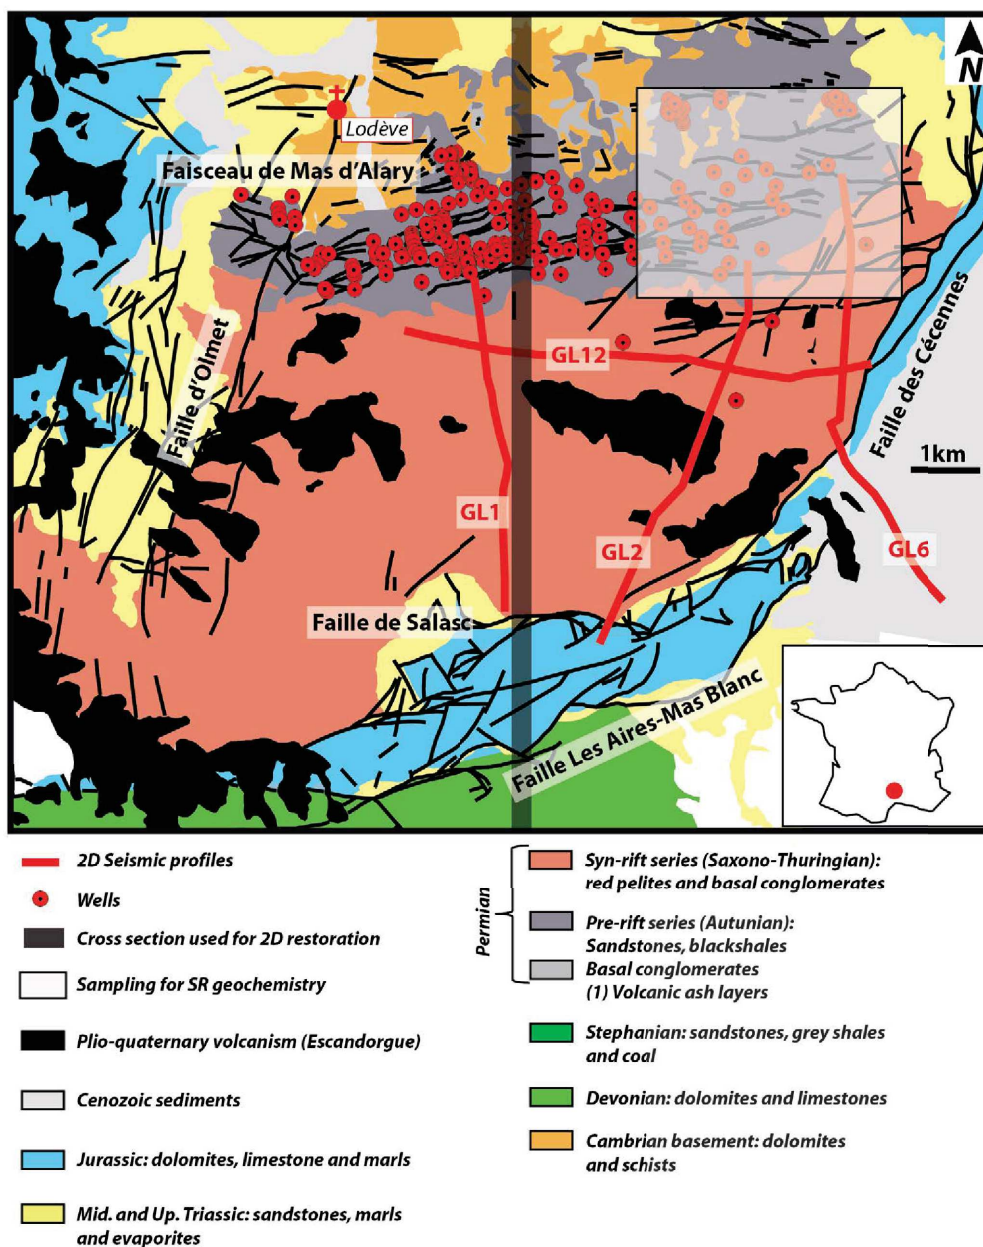 N
Lodève
Faisceau de Mas d'Alary
Faille d'Olmet
GL12
Faille des Cécennes
1km
GL1
GL2
GL6
Faille de Salasc
Faille Les Aires-Mas Blanc
2D Seismic profiles
Wells
Cross section used for 2D restoration
Sampling for SR geochemistry
Plio-quaternary volcanism (Escandorgue)
Cenozoic sediments
Jurassic: dolomites, limestone and marls
Mid. and Up. Triassic: sandstones, marls
and evaporites
Permian
Syn-rift series (Saxono-Thuringian):
red pelites and basal conglomerates
Pre-rift series (Autunian):
Sandstones, blackshales
Basal conglomerates
(1) Volcanic ash layers
Stephanian: sandstones, grey shales
and coal
Devonian: dolomites and limestones
Cambrian basement: dolomites
and schists